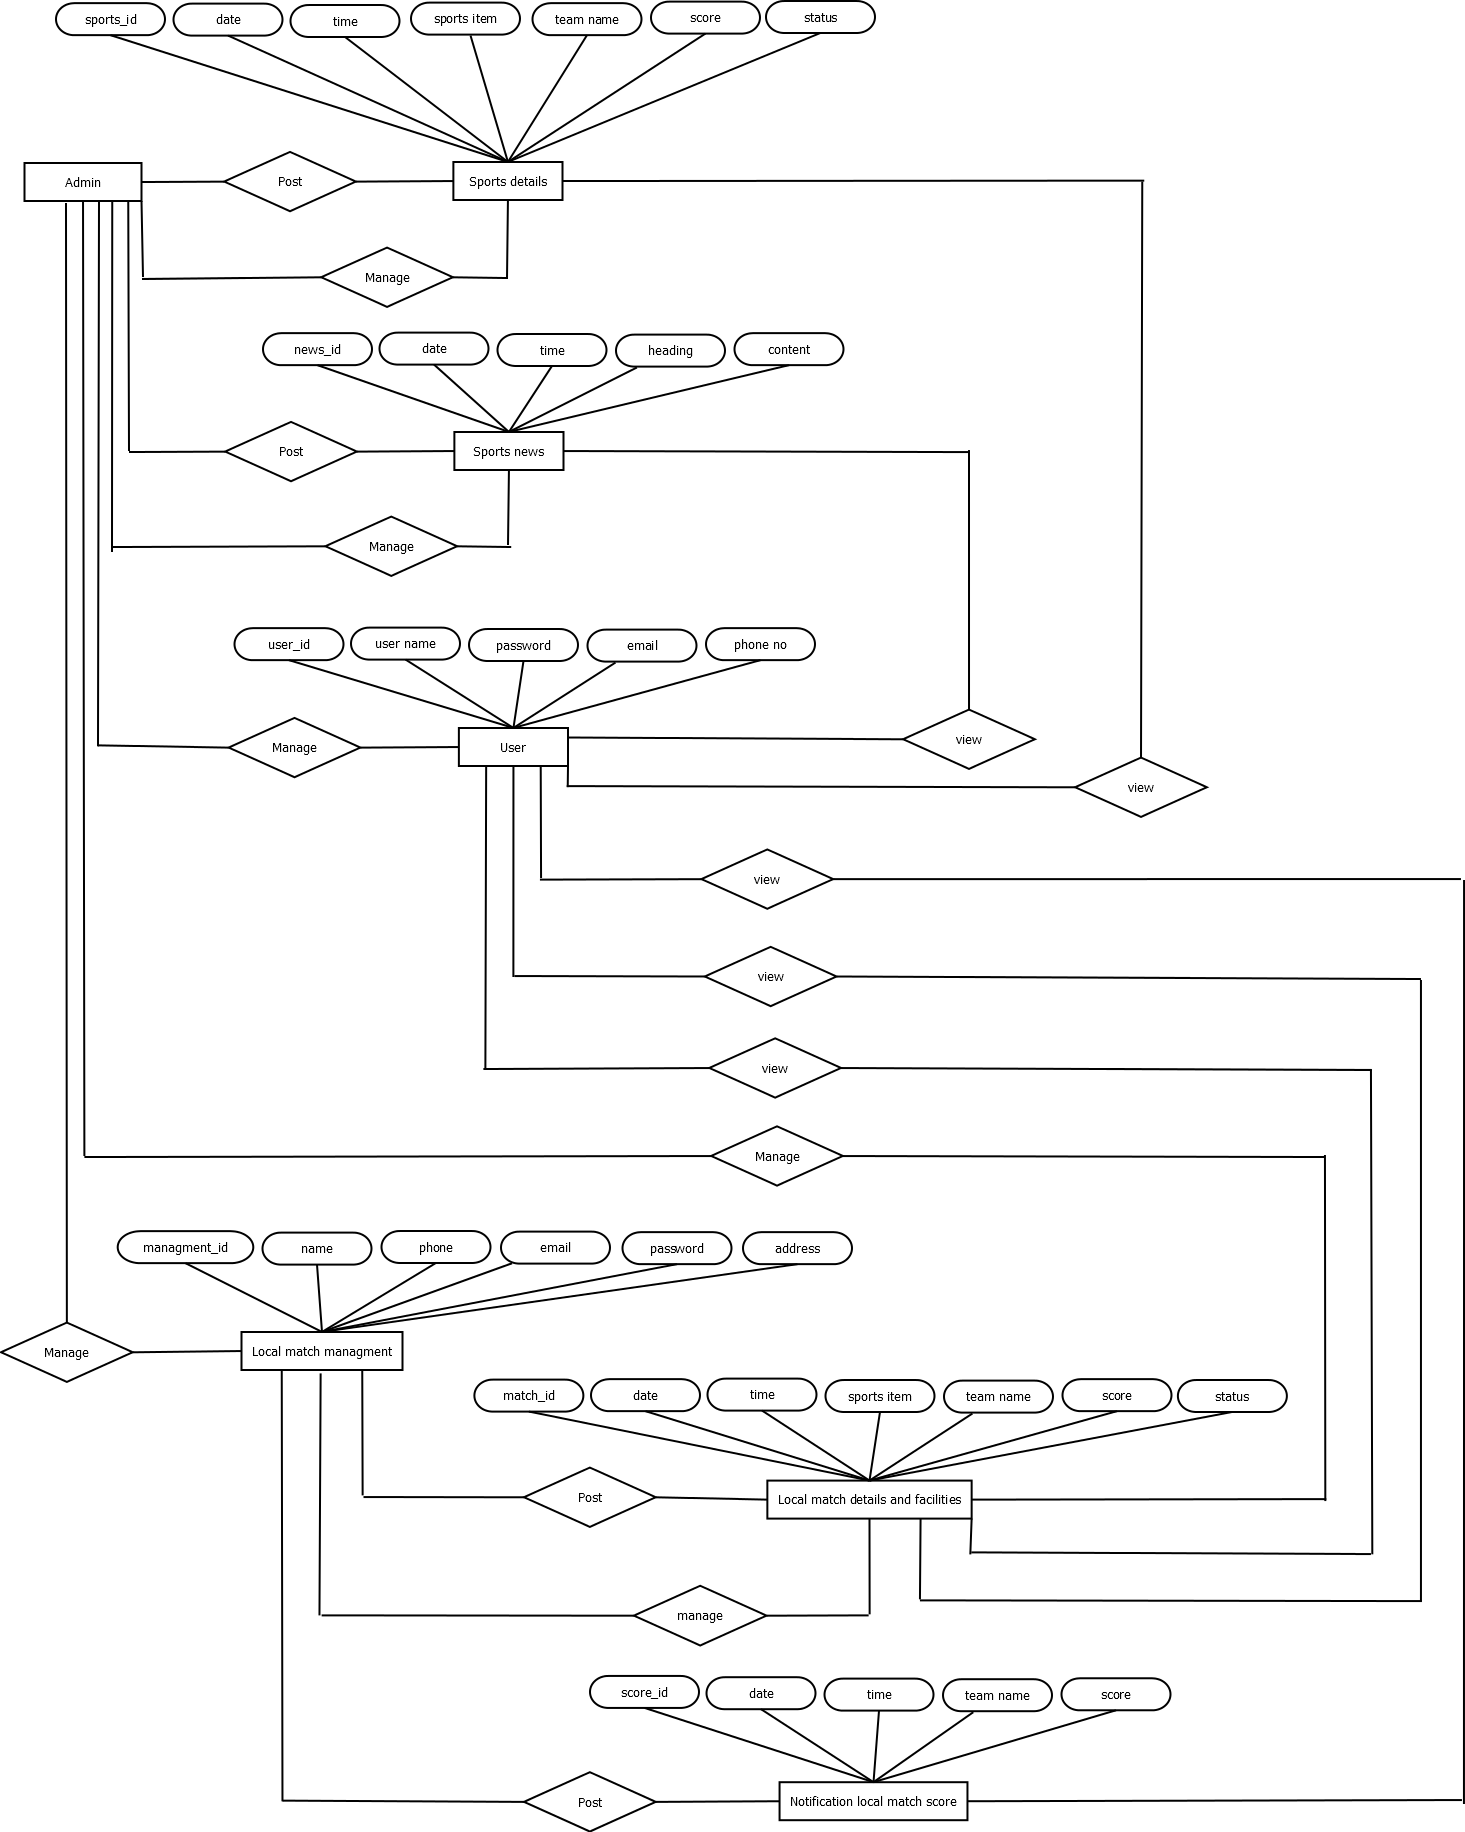 sports_id
date
time
sports item
team name
score
status
Admin
Post
Sports details
Manage
news_id
date
time
heading
content
Post
Sports news
Manage
user_id
user name
password
email
phone no
Manage
User
view
view
view
view
view
Manage
managment_id
name
phone
email
password
address
Manage
Local match managment
match_id
date
time
sports item
team name
score
status
Post
Local match details and facilities
manage
score_id
date
time
team name
score
Post
Notification local match score